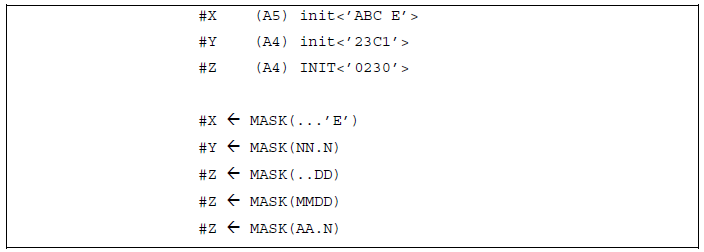 #X (A5) init<’ABC E’>
#Y (A4) init<’23C1’>
#Z (A4) INIT<’0230’>
#X ← MASK(...’E’)
#Y ← MASK(NN.N)
#Z ← MASK(..DD)
#Z ← MASK(MMDD)
#Z ← MASK(AA.N)